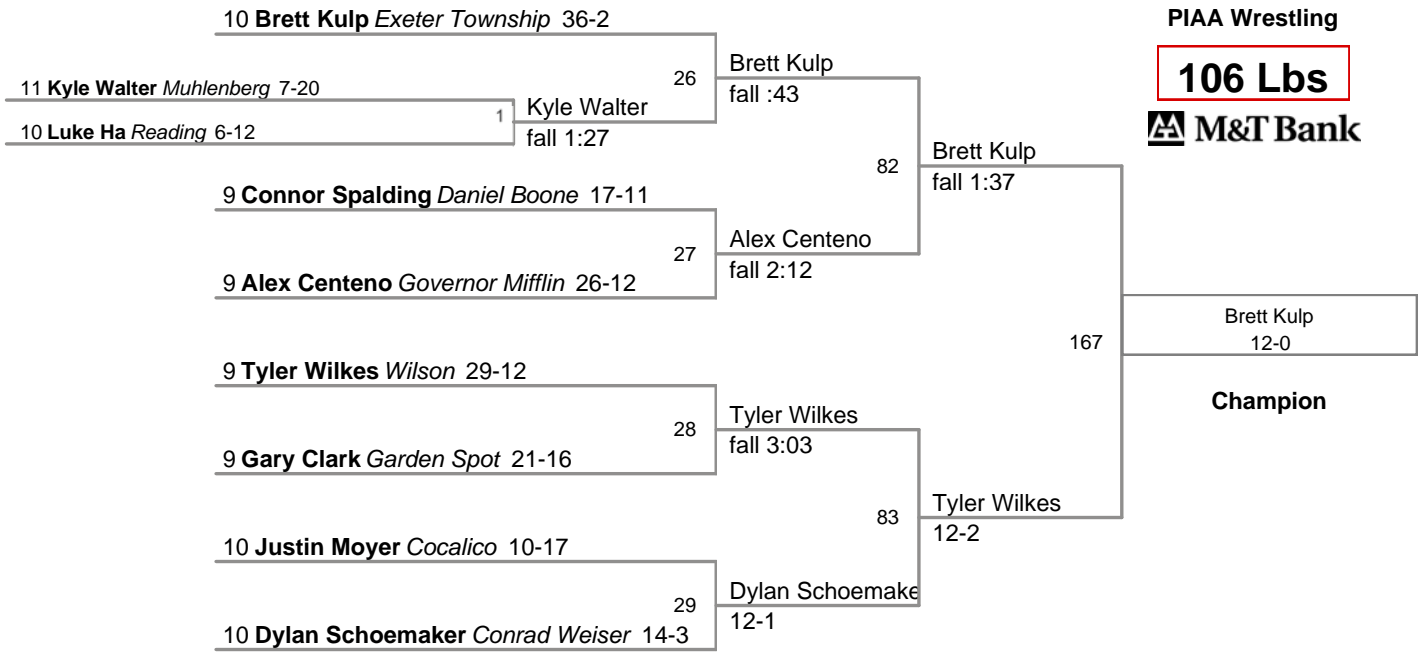 10 Brett Kulp Exeter Township 36-2
PIAA Wrestling
106 Lbs
M&T Bank
26
Brett Kulp
fall :43
11 Kyle Walter Muhlenberg 7-20
1
Kyle Walter
fall 1:27
10 Luke Ha Reading 6-12
82
Brett Kulp
fall 1:37
9 Connor Spalding Daniel Boone 17-11
27
Alex Centeno
fall 2:12
9 Alex Centeno Governor Mifflin 26-12
167
Brett Kulp
12-0
Champion
9 Tyler Wilkes Wilson 29-12
28
Tyler Wilkes
fall 3:03
9 Gary Clark Garden Spot 21-16
83
Tyler Wilkes
12-2
10 Justin Moyer Cocalico 10-17
29
Dylan Schoemake
12-1
10 Dylan Schoemaker Conrad Weiser 14-3